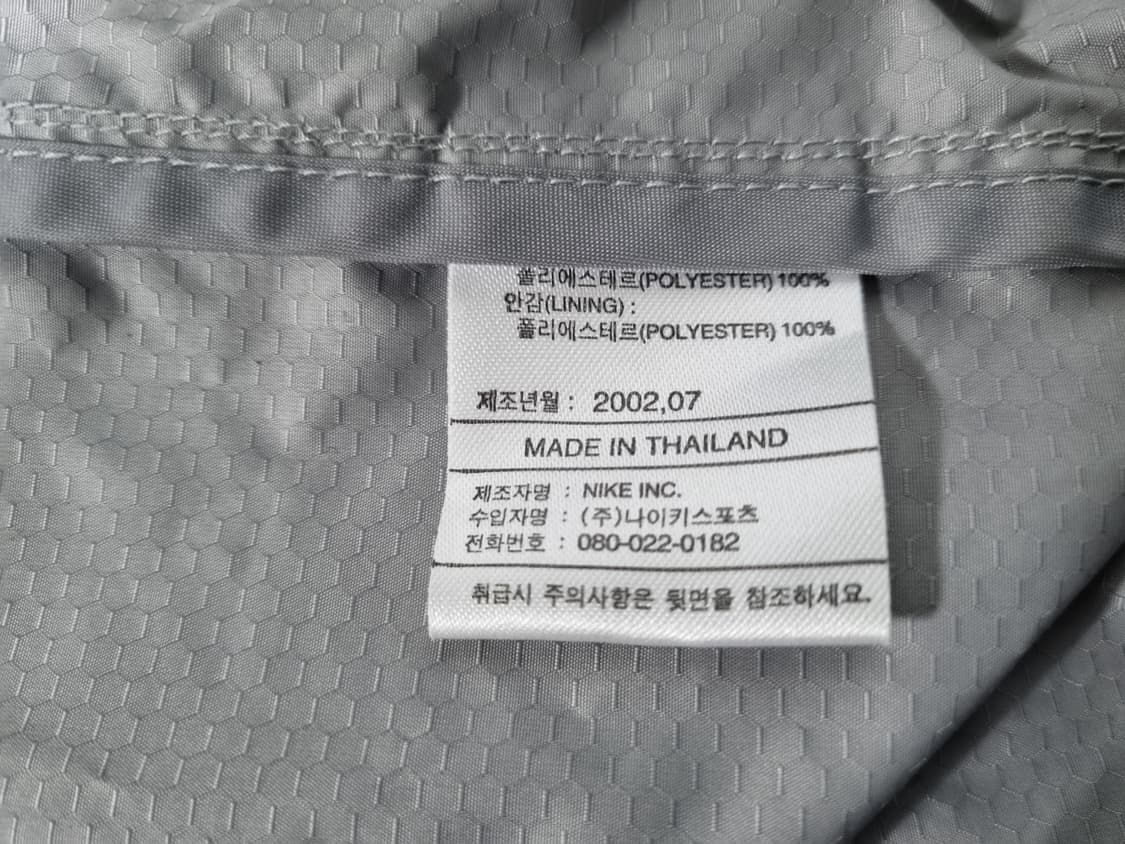 폴리에스테르(POLYESTER) 100%
안감(LINING) :
폴리에스테르(POLYESTER) 100%
제조년월 : 2002,07
MADE IN THAILAND
제조자명 : NIKE INC.
수입자명 : (주)나이키스포츠
전화번호 : 080-022-0182
취급시 주의사항은 뒷면을 참조하세요.